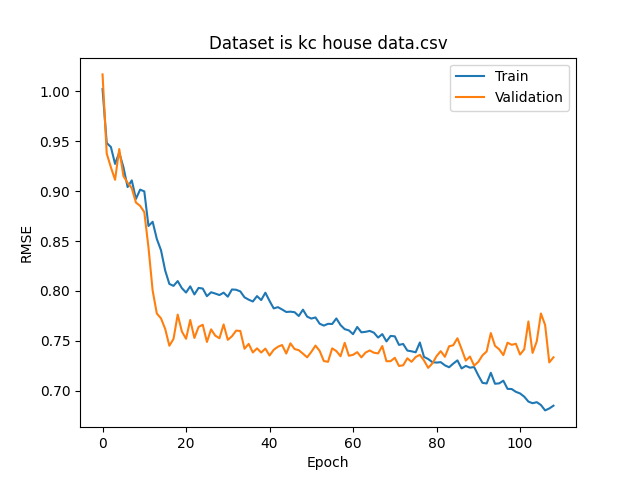 Dataset is kc house data.csv
Train
Validation
RMSE
1.00
0.95
0.90
0.85
0.80
0.75
0.70
0 20 40 60 80 100
Epoch